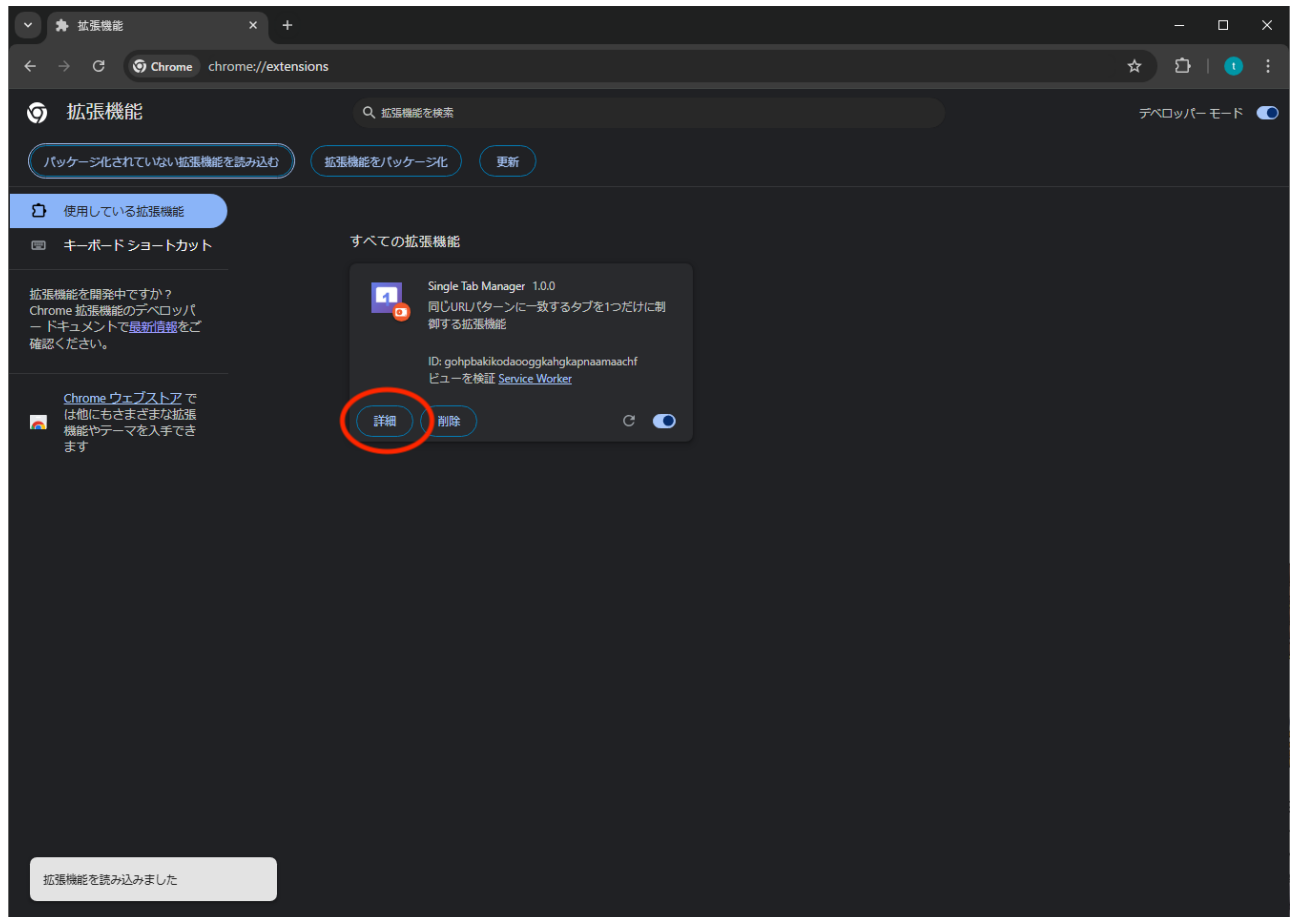 拡張機能
Chrome chrome://extensions
t
拡張機能
拡張機能を検索
デベロッパー モード
パッケージ化されていない拡張機能を読み込む
拡張機能をパッケージ化
更新
使用している拡張機能
キーボード ショートカット
拡張機能を開発中ですか?
Chrome 拡張機能のデベロッパ
ー ドキュメントで最新情報をご
確認ください。
Chrome ウェブストア で
は他にもさまざまな拡張
機能やテーマを入手でき
ます
すべての拡張機能
1
Single Tab Manager 1.0.0
同じURLパターンに一致するタブを1つだけに制
御する拡張機能
ID: gohpbakikodaooggkahgkapnaamaachf
ビューを検証 Service Worker
詳細
削除
拡張機能を読み込みました